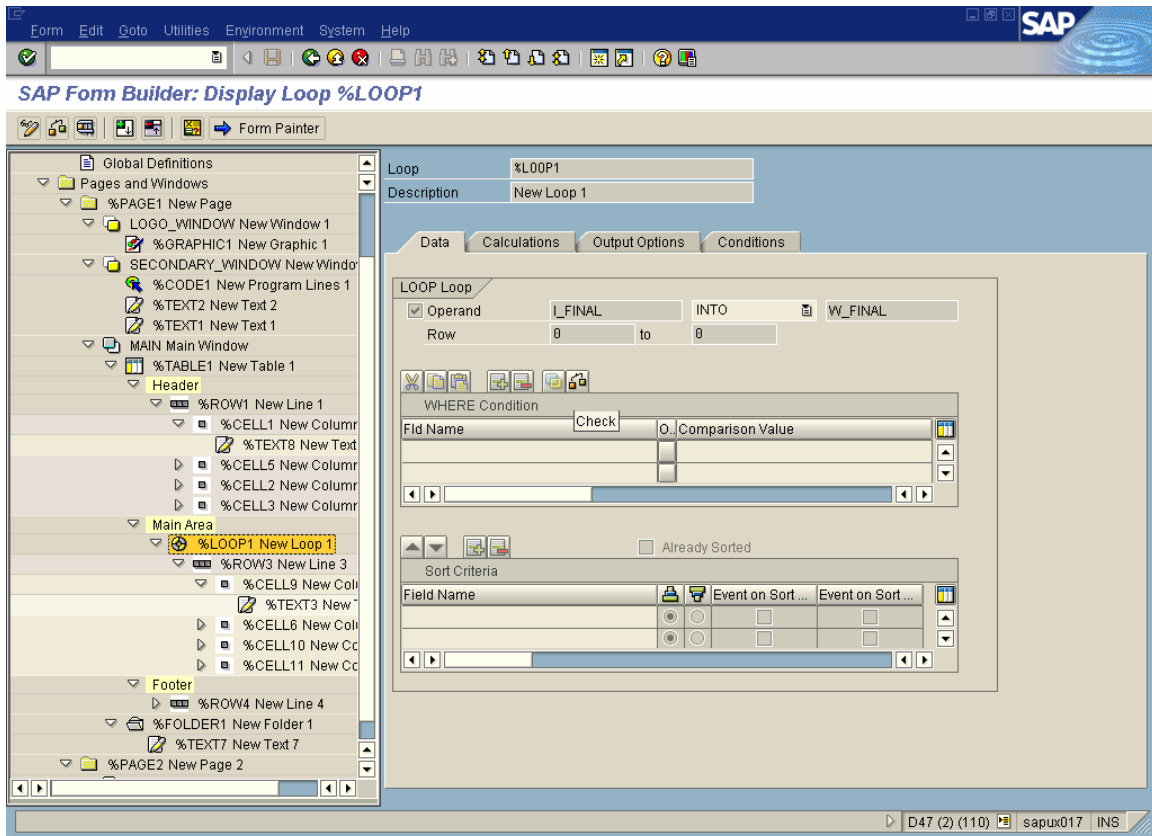 Form Edit Goto Utilities Environment System Help
SAP
SAP Form Builder: Display Loop %LOOP1
Form Painter
Global Definitions
Pages and Windows
%PAGE1 New Page
LOGO_WINDOW New Window 1
%GRAPHIC1 New Graphic 1
SECONDARY_WINDOW New Windo
%CODE1 New Program Lines 1
%TEXT2 New Text 2
%TEXT1 New Text 1
MAIN Main Window
%TABLE1 New Table 1
Header
%ROW1 New Line 1
%CELL1 New Column
%TEXT8 New Text
%CELL5 New Column
%CELL2 New Column
%CELL3 New Column
Main Area
%LOOP1 New Loop 1
%ROW3 New Line 3
%CELL9 New Colu
%TEXT3 New T
%CELL6 New Colu
%CELL10 New Co
%CELL11 New Co
Footer
%ROW4 New Line 4
%FOLDER1 New Folder 1
%TEXT7 New Text 7
%PAGE2 New Page 2
Loop %LOOP1
Description New Loop 1
Data Calculations Output Options Conditions
LOOP Loop
Operand I_FINAL INTO W_FINAL
Row 0 to 0
WHERE Condition
Check
Fld Name O.. Comparison Value
Already Sorted
Sort Criteria
Field Name Event on Sort ... Event on Sort ...
D47 (2) (110) sapux017 INS